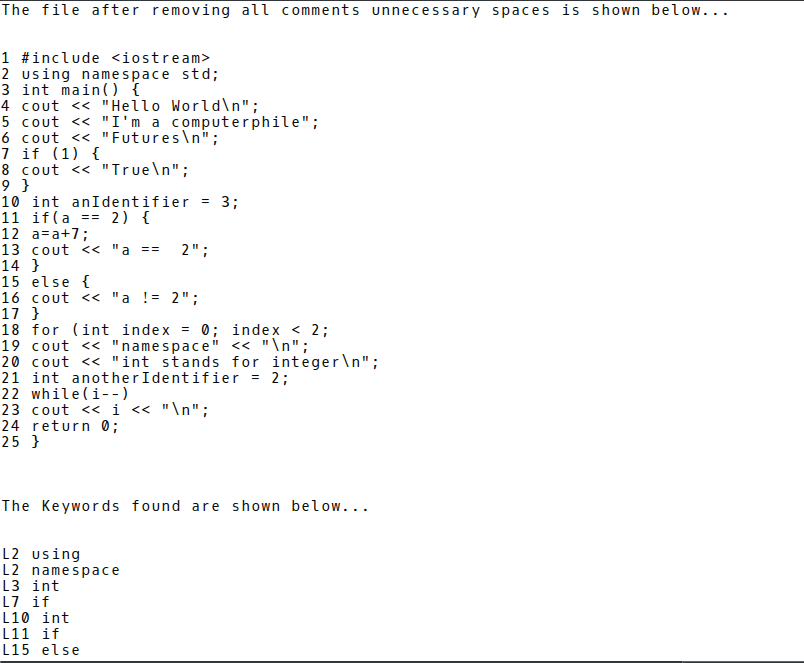 The file after removing all comments unnecessary spaces is shown below...
1 #include <iostream>
2 using namespace std;
3 int main() {
4 cout << "Hello World\n";
5 cout << "I'm a computerphile";
6 cout << "Futures\n";
7 if (1) {
8 cout << "True\n";
9 }
10 int anIdentifier = 3;
11 if(a == 2) {
12 a=a+7;
13 cout << "a ==  2";
14 }
15 else {
16 cout << "a != 2";
17 }
18 for (int index = 0; index < 2;
19 cout << "namespace" << "\n";
20 cout << "int stands for integer\n";
21 int anotherIdentifier = 2;
22 while(i--)
23 cout << i << "\n";
24 return 0;
25 }
The Keywords found are shown below...
L2 using
L2 namespace
L3 int
L7 if
L10 int
L11 if
L15 else